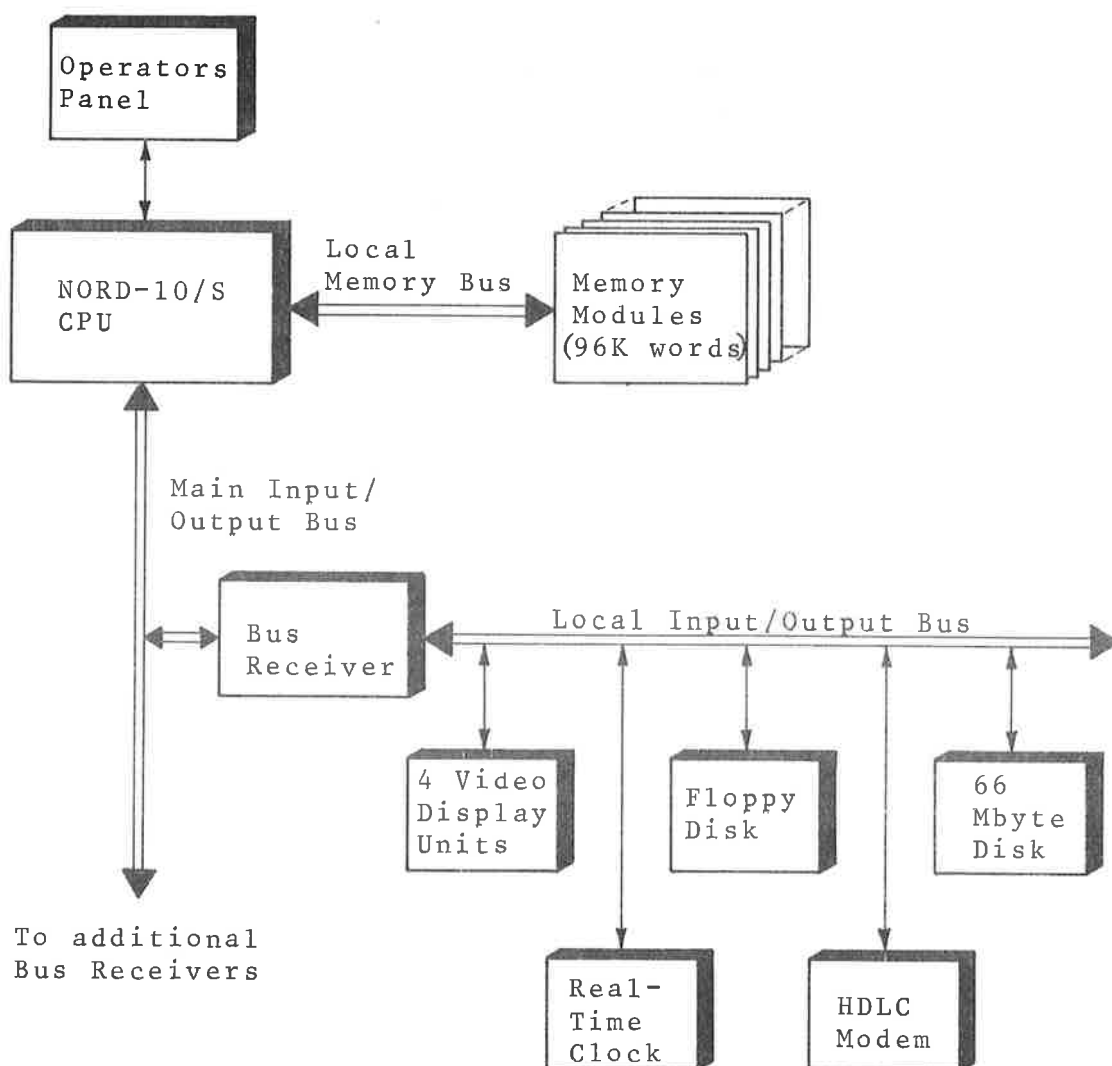 Operators
Panel
NORD-10/S
CPU
Local
Memory Bus
Memory
Modules
(96K words)
Main Input/
Output Bus
Bus
Receiver
Local Input/Output Bus
4 Video
Display
Units
Floppy
Disk
66
Mbyte
Disk
To additional
Bus Receivers
Real-
Time
Clock
HDLC
Modem